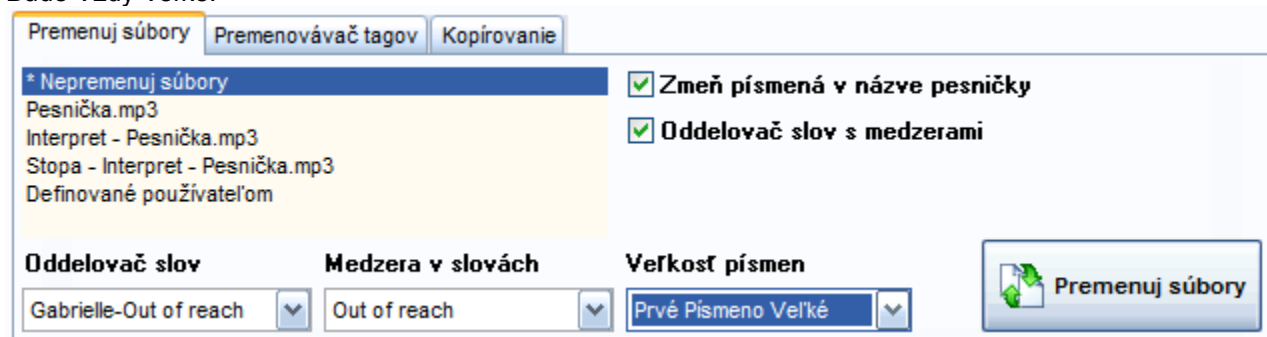 Premenuj súbory Premenovávač tagov Kopírovanie
* Nepremenuj súbory
Pesnička.mp3
Interpret - Pesnička.mp3
Stopa - Interpret - Pesnička.mp3
Definované používateľom
Zmeň písmená v názve pesničky
Oddelovač slov s medzerami
Oddelovač slov Medzera v slovách Veľkosť písmen
Gabrielle-Out of reach Out of reach Prvé Písmeno Veľké
Premenuj súbory